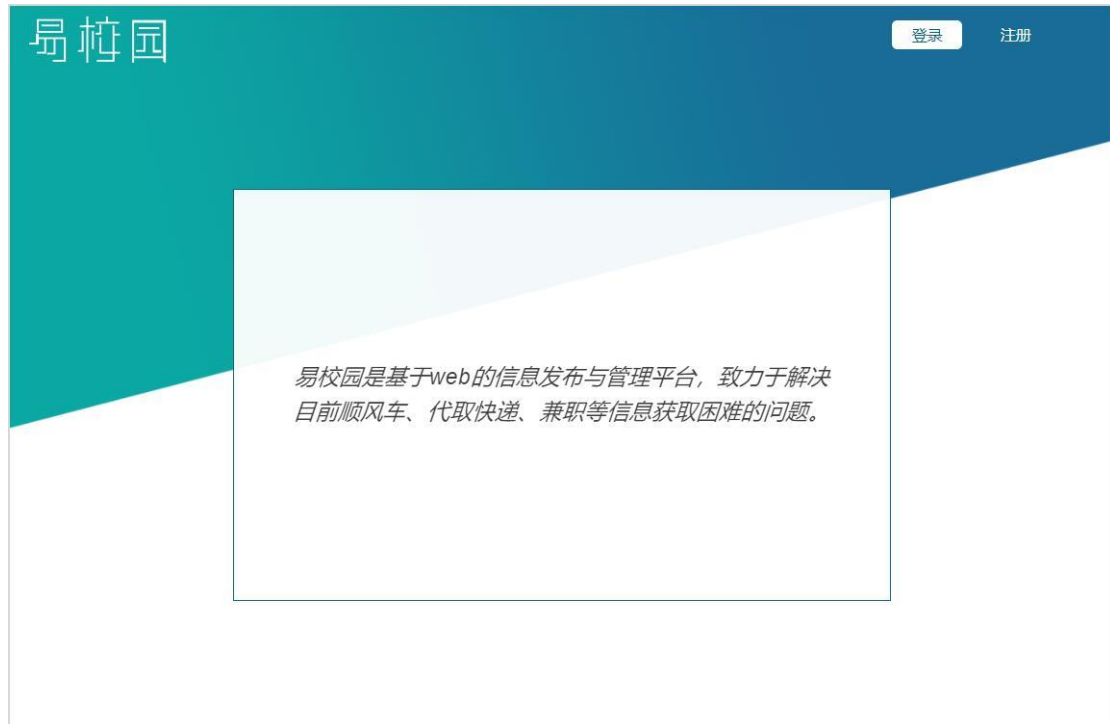 易校园
登录
注册
易校园是基于web的信息发布与管理平台，致力于解决
目前顺风车、代取快递、兼职等信息获取困难的问题。